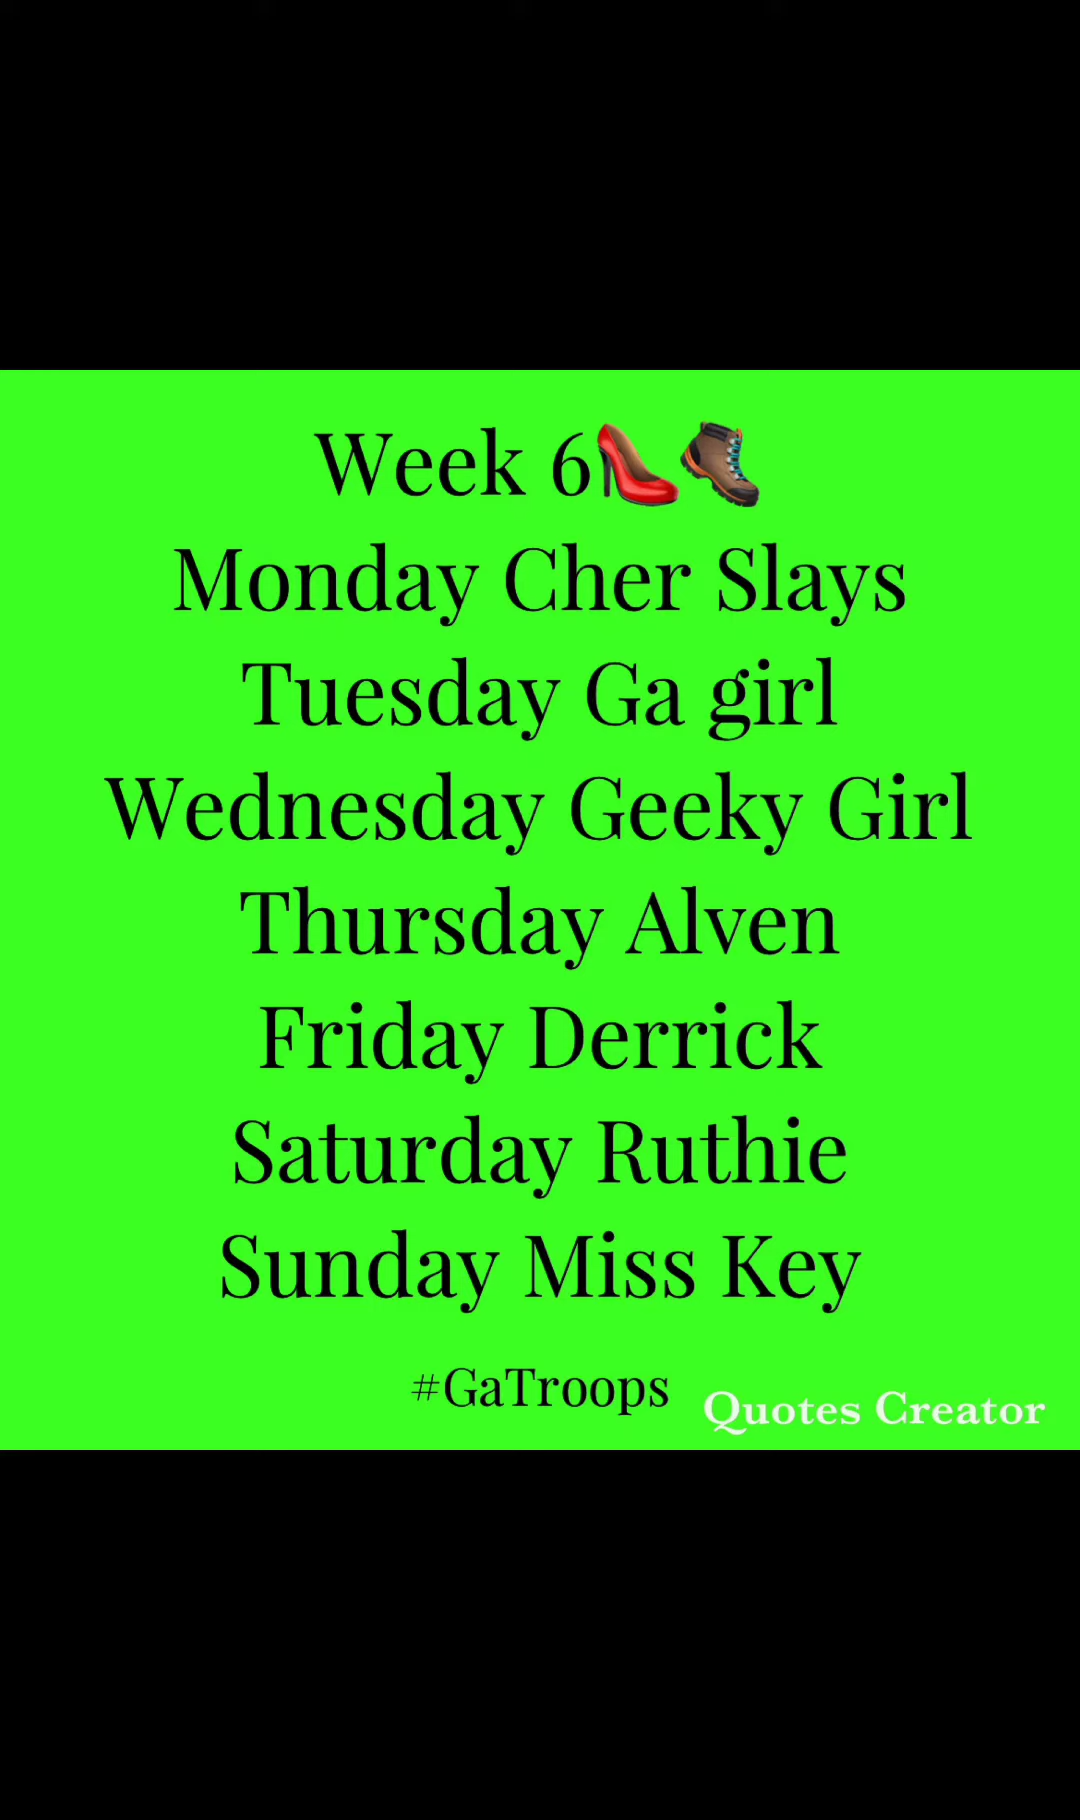 Week 6👠🥾
Monday Cher Slays
Tuesday Ga girl
Wednesday Geeky Girl
Thursday Alven
Friday Derrick
Saturday Ruthie
Sunday Miss Key
#GaTroops
Quotes Creator